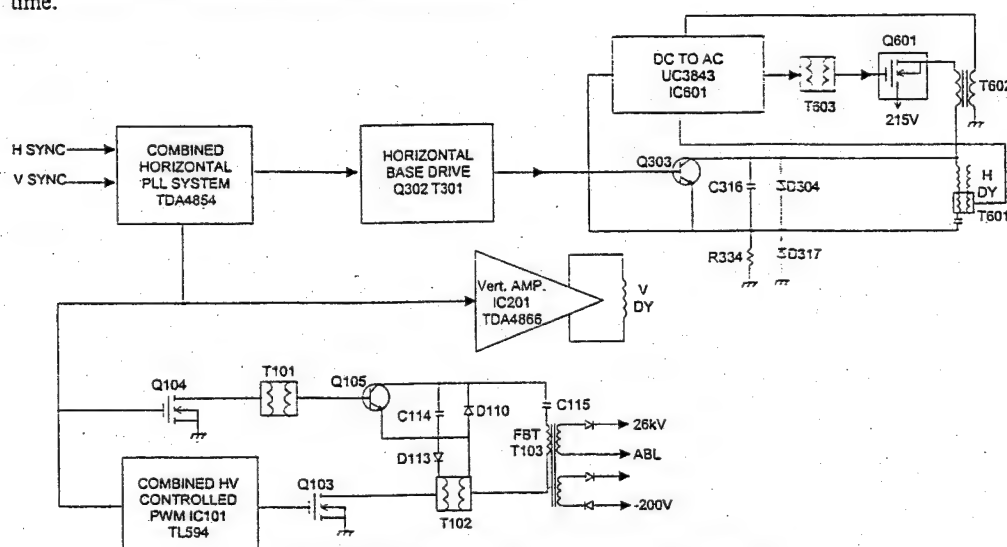 time.
DC TO AC
UC3843
IC601
Q601
T602
T603
215V
H SYNC
V SYNC
COMBINED
HORIZONTAL
PLL SYSTEM
TDA4854
HORIZONTAL
BASE DRIVE
Q302 T301
Q303
C316
D304
H
DY
T601
R334
D317
Vert. AMP.
IC201
TDA4866
V
DY
Q104
T101
Q105
C114
D110
C115
FBT
T103
26kV
ABL
D113
-200V
COMBINED HV
CONTROLLED
PWM IC101
TL594
Q103
T102